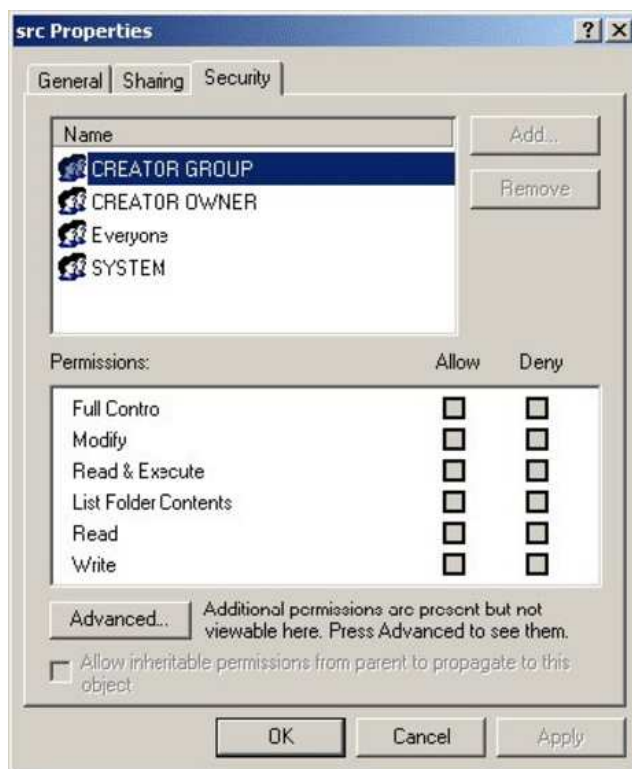 src Properties
General Sharing Security
Name
Add...
CREATOR GROUP
Remove
CREATOR OWNER
Everyone
SYSTEM
Permissions: Allow Deny
Full Contro
Modify
Read & Execute
List Folder Contents
Read
Write
Advanced... Additional permissions are present but not
viewable here. Press Advanced to see them.
Allow inheritable permissions from parent to propagate to this
object
OK Cancel Apply